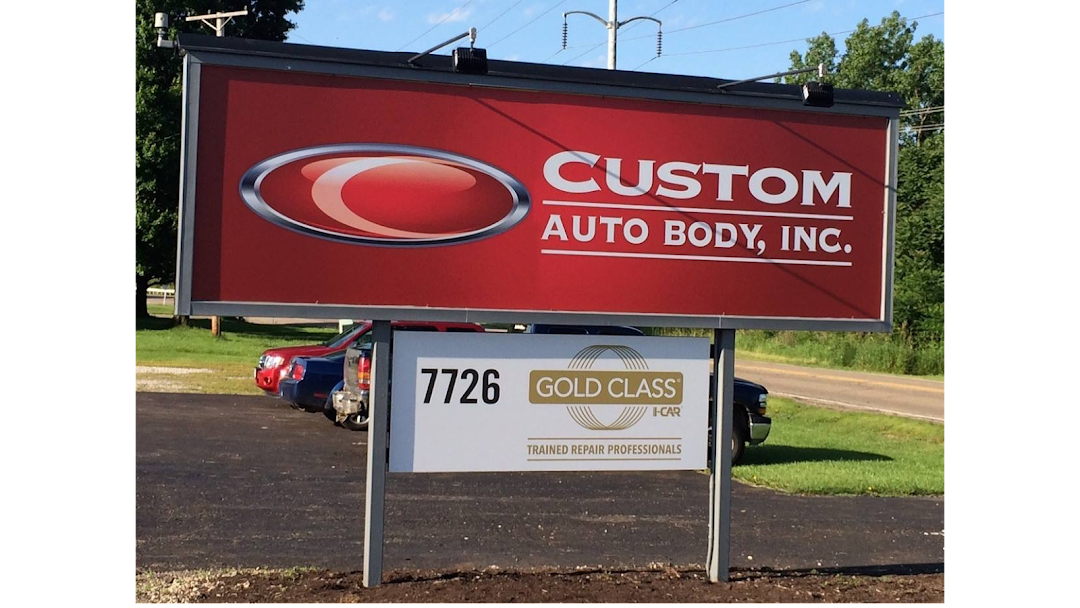 CUSTOM
AUTO BODY, INC.
7726
GOLD CLASS®
I-CAR
TRAINED REPAIR PROFESSIONALS